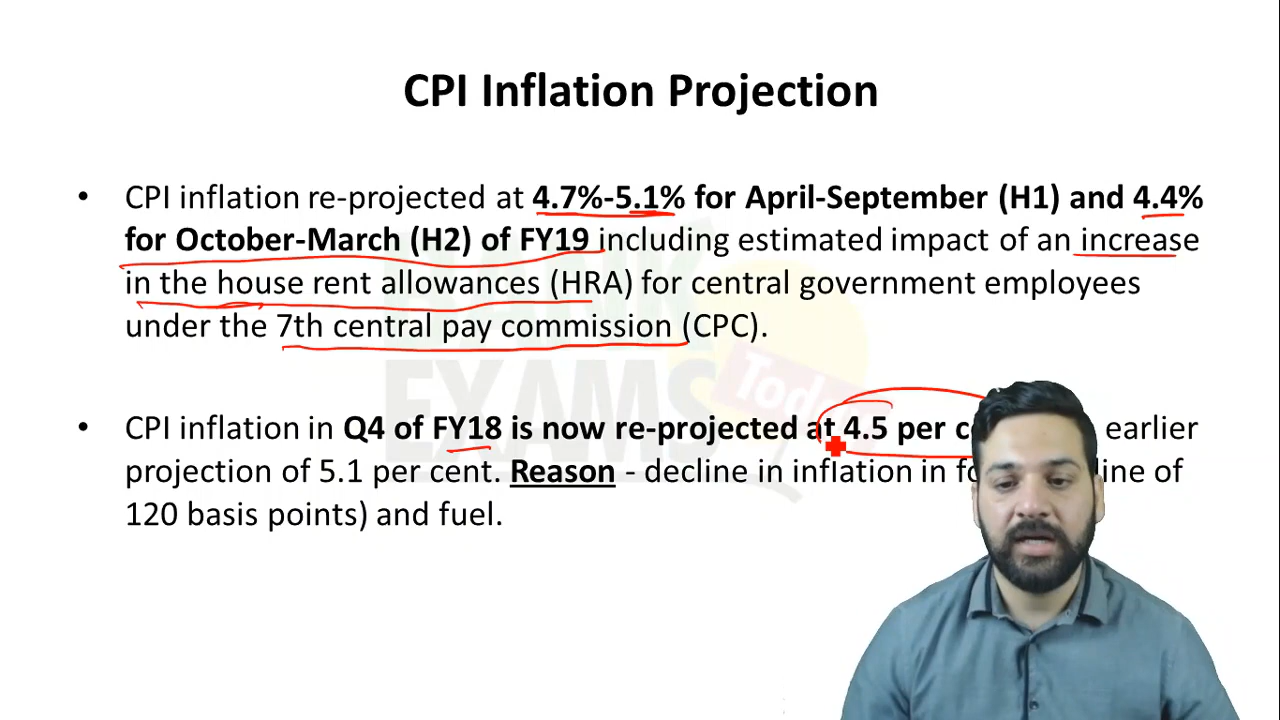 CPI Inflation Projection
• CPI inflation re-projected at 4.7%-5.1% for April-September (H1) and 4.4%
for October-March (H2) of FY19 including estimated impact of an increase
in the house rent allowances (HRA) for central government employees
under the 7th central pay commission (CPC).
• CPI inflation in Q4 of FY18 is now re-projected at 4.5 per earlier
projection of 5.1 per cent. Reason - decline in inflation in of
120 basis points) and fuel.
BANK
EXAMS Today